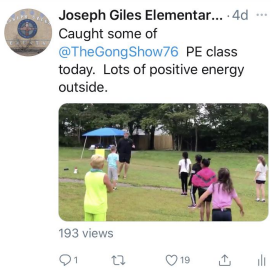 Joseph Giles Elementar... · 4d
Caught some of
@TheGongShow76 PE class
today. Lots of positive energy
outside.
193 views
1
19